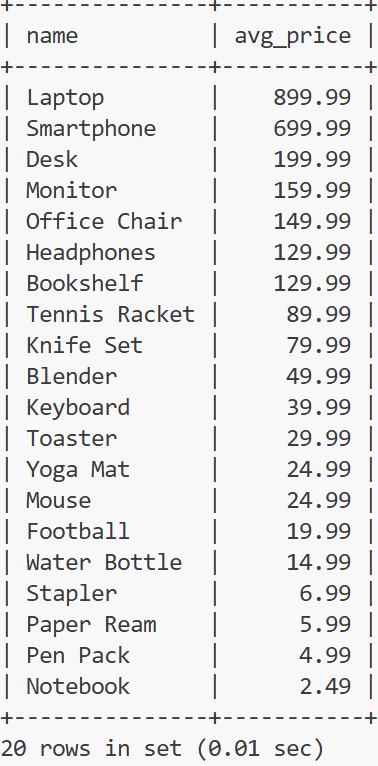 +---------------+-----------+
| name          | avg_price |
+---------------+-----------+
| Laptop        |    899.99 |
| Smartphone    |    699.99 |
| Desk          |    199.99 |
| Monitor       |    159.99 |
| Office Chair  |    149.99 |
| Headphones    |    129.99 |
| Bookshelf     |    129.99 |
| Tennis Racket |     89.99 |
| Knife Set     |     79.99 |
| Blender       |     49.99 |
| Keyboard      |     39.99 |
| Toaster       |     29.99 |
| Yoga Mat      |     24.99 |
| Mouse         |     24.99 |
| Football      |     19.99 |
| Water Bottle  |     14.99 |
| Stapler       |      6.99 |
| Paper Ream    |      5.99 |
| Pen Pack      |      4.99 |
| Notebook      |      2.49 |
+---------------+-----------+
20 rows in set (0.01 sec)